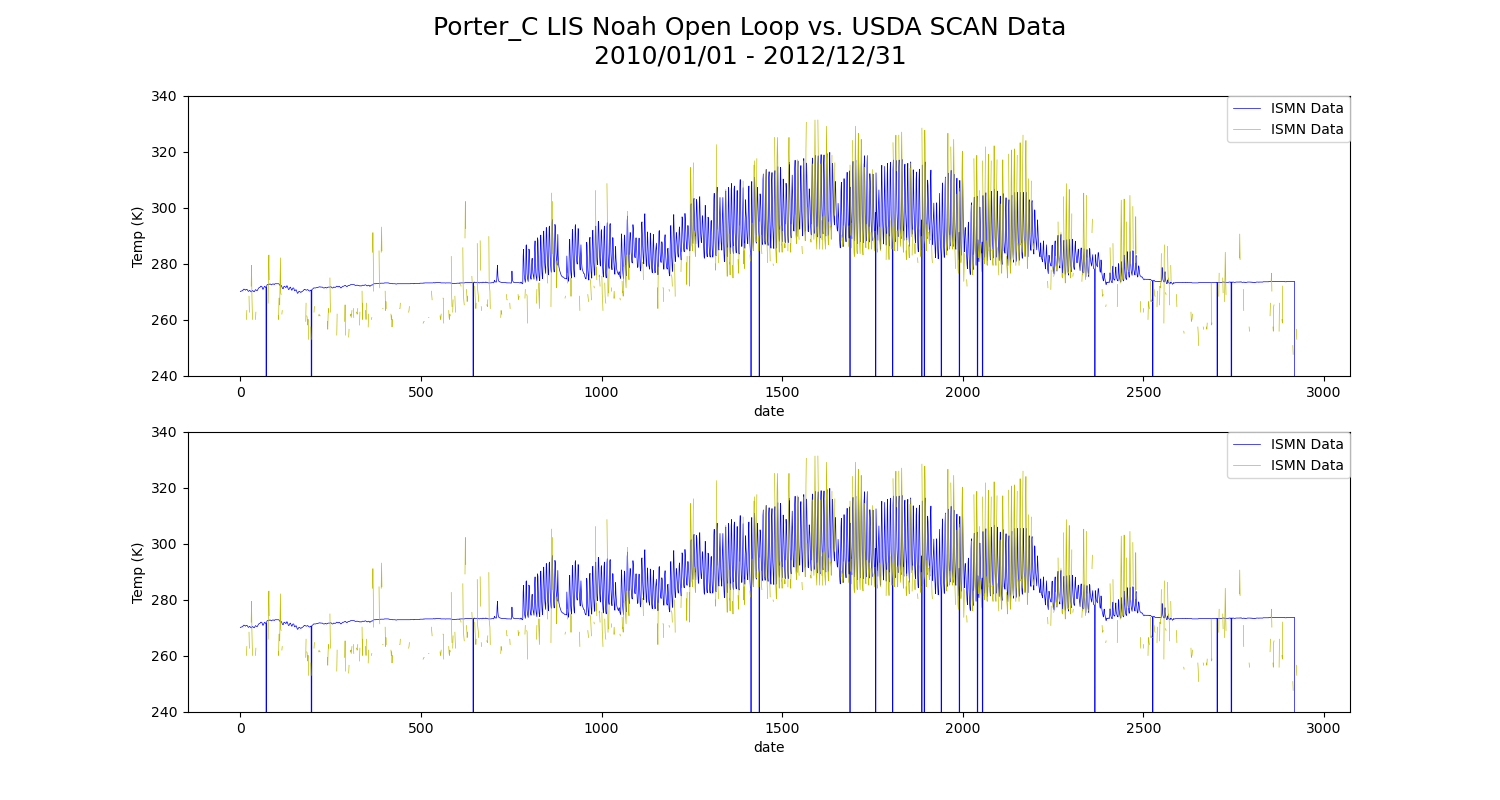 Porter_C LIS Noah Open Loop vs. USDA SCAN Data
2010/01/01 - 2012/12/31
340
320
300
280
260
240
Temp (K)
ISMN Data
ISMN Data
0 500 1000 1500 2000 2500 3000
date
340
320
300
280
260
240
Temp (K)
ISMN Data
ISMN Data
0 500 1000 1500 2000 2500 3000
date